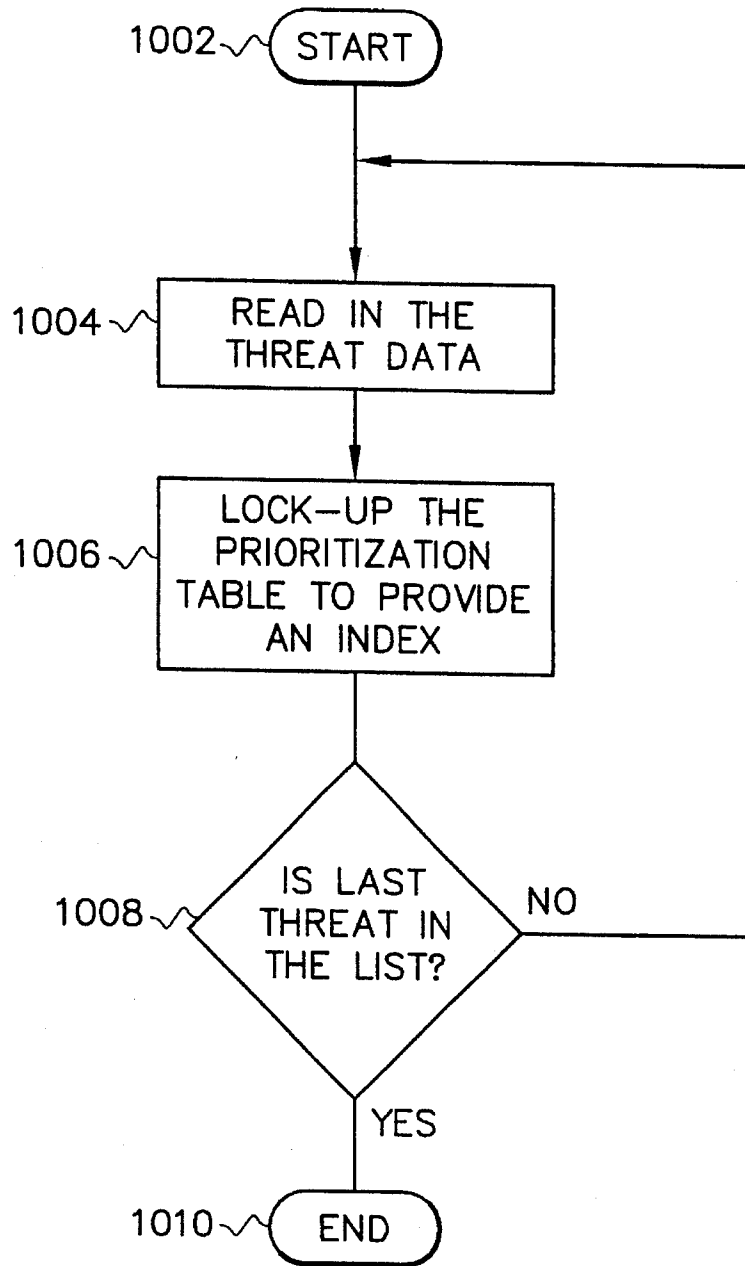 1002 START
1004 READ IN THE
THREAT DATA
1006 LOCK-UP THE
PRIORITIZATION
TABLE TO PROVIDE
AN INDEX
1008 IS LAST
THREAT IN
THE LIST?
NO
YES
1010 END